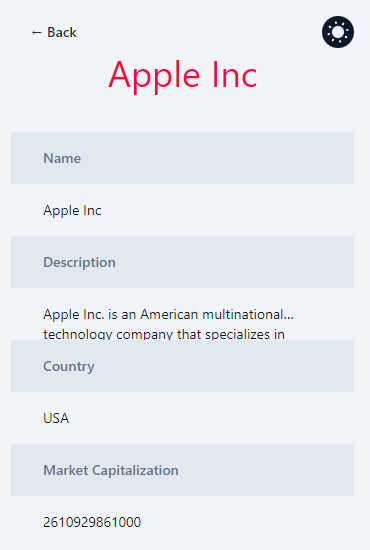 ← Back
Apple Inc
Name
Apple Inc
Description
Apple Inc. is an American multinational...
technology company that specializes in
Country
USA
Market Capitalization
2610929861000